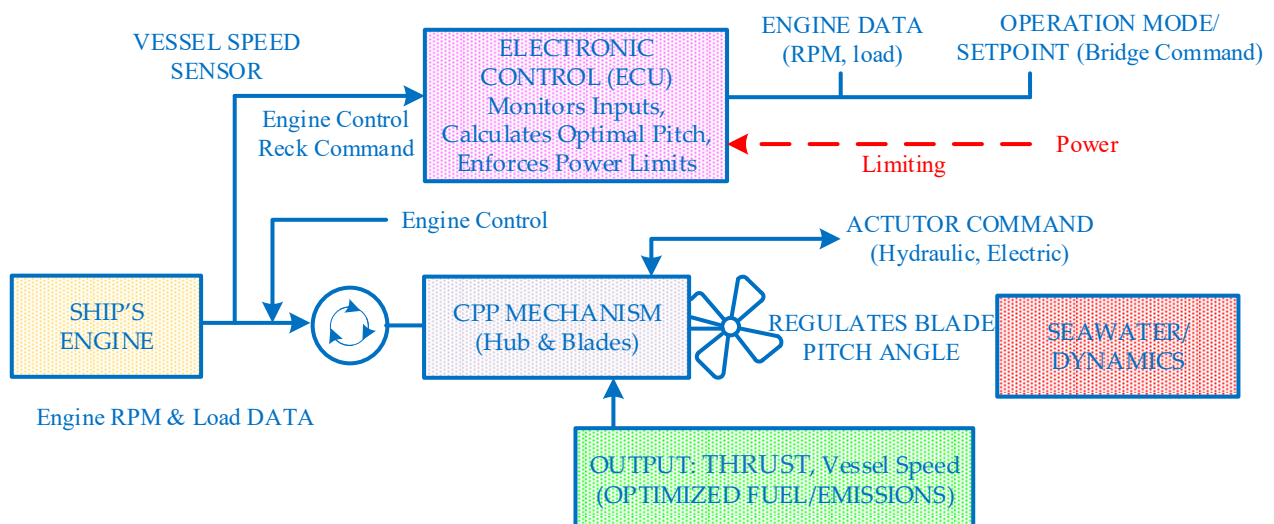 VESSEL SPEED
SENSOR
ELECTRONIC
CONTROL (ECU)
Monitors Inputs,
Calculates Optimal Pitch,
Enforces Power Limits
ENGINE DATA
(RPM, load)
OPERATION MODE/
SETPOINT (Bridge Command)
Engine Control
Reck Command
Power
Limiting
Engine Control
ACTUTOR COMMAND
(Hydraulic, Electric)
SHIP'S
ENGINE
CPP MECHANISM
(Hub & Blades)
REGULATES BLADE
PITCH ANGLE
SEAWATER/
DYNAMICS
Engine RPM & Load DATA
OUTPUT: THRUST, Vessel Speed
(OPTIMIZED FUEL/EMISSIONS)